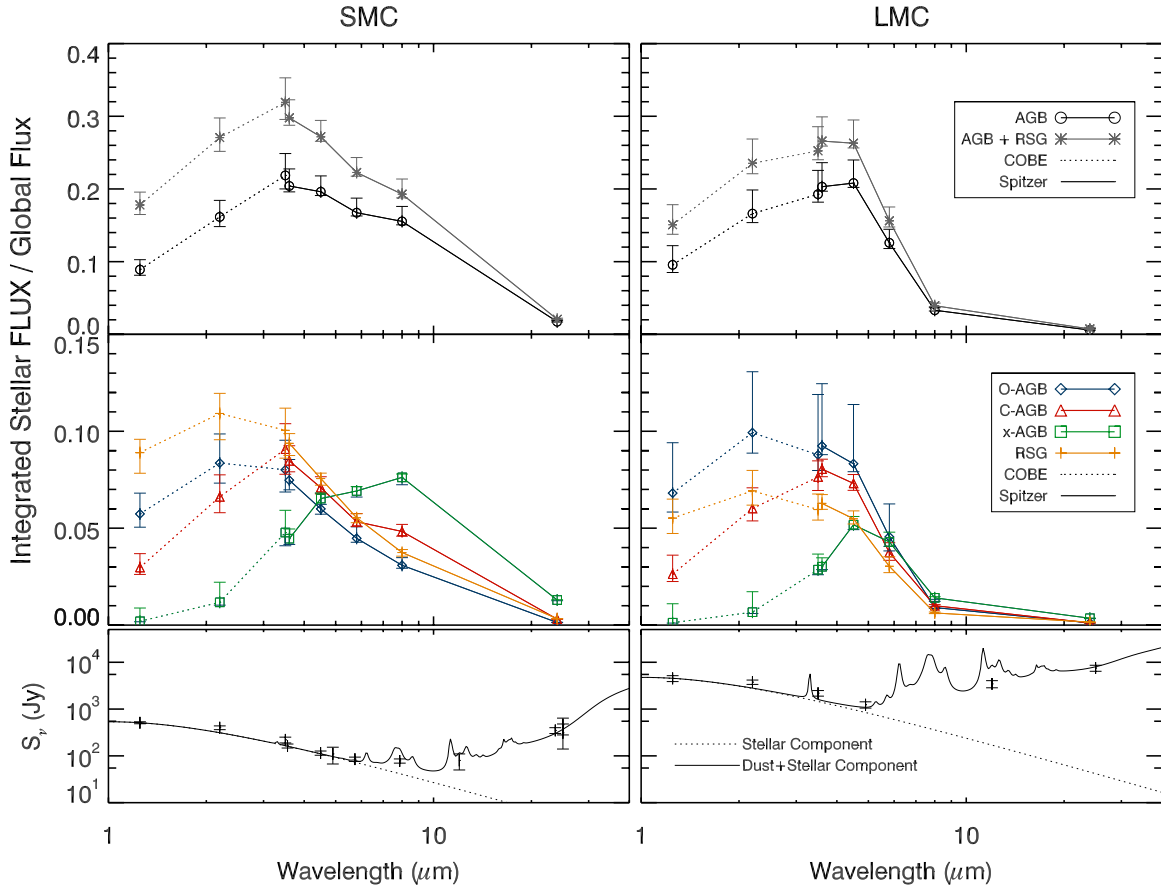 SMC
LMC
Integrated Stellar FLUX / Global Flux
0.4
0.3
0.2
0.1
0.0
AGB
AGB + RSG
COBE
Spitzer
0.15
0.10
0.05
0.00
O-AGB
C-AGB
x-AGB
RSG
COBE
Spitzer
Sν (Jy)
10⁴
10³
10²
10¹
Stellar Component
Dust+Stellar Component
1
10
1
10
Wavelength (μm)
Wavelength (μm)